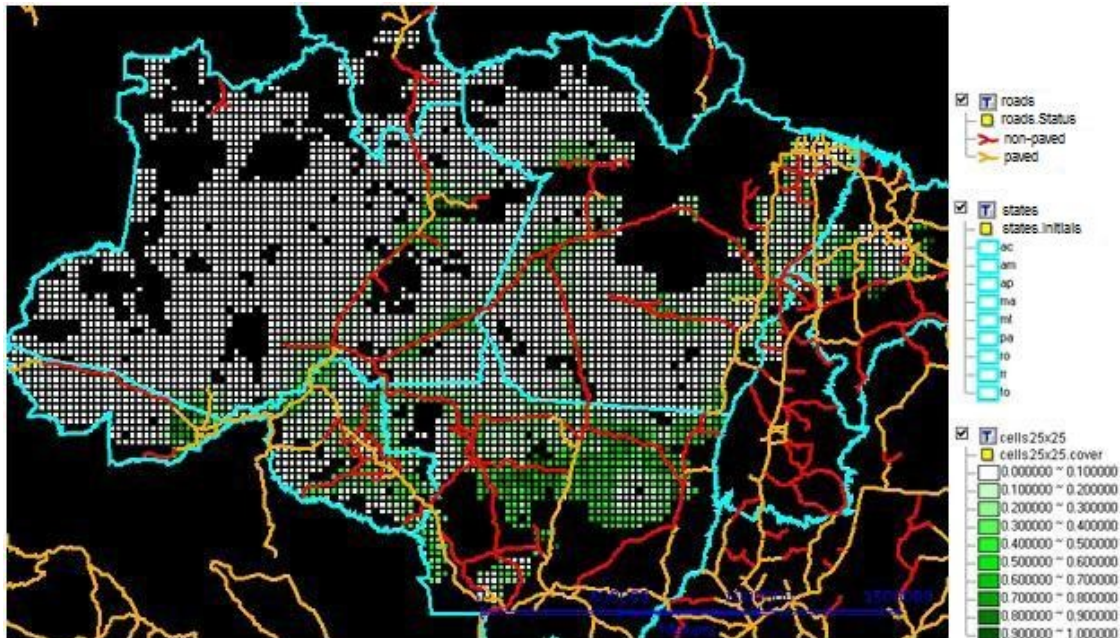 roads
roads.Status
non-paved
paved
states
states.Initials
ac
am
ap
ma
mt
pa
ro
rr
to
cells25x25
cells25x25.cover
0.000000 ~ 0.100000
0.100000 ~ 0.200000
0.200000 ~ 0.300000
0.300000 ~ 0.400000
0.400000 ~ 0.500000
0.500000 ~ 0.600000
0.600000 ~ 0.700000
0.700000 ~ 0.800000
0.800000 ~ 0.900000
0.900000 ~ 1.000000